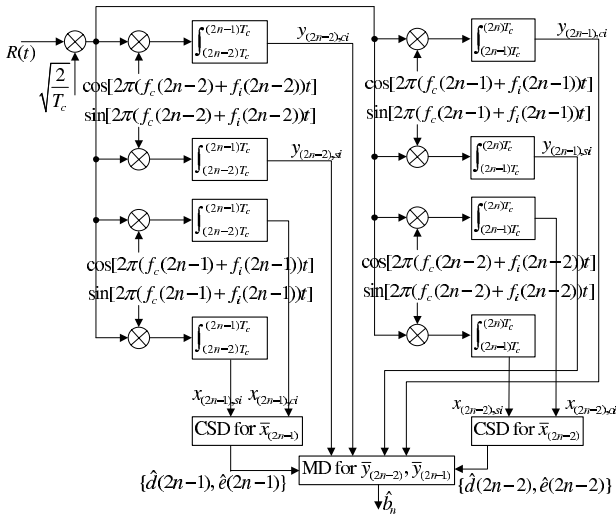 R(t)
√(2/T_c)
∫_{(2n−2)T_c}^{(2n−1)T_c}
y_{(2n−2),ci}
cos[2π(f_c(2n−2)+f_i(2n−2))t]
sin[2π(f_c(2n−2)+f_i(2n−2))t]
∫_{(2n−2)T_c}^{(2n−1)T_c}
y_{(2n−2),si}
∫_{(2n−2)T_c}^{(2n−1)T_c}
cos[2π(f_c(2n−1)+f_i(2n−1))t]
sin[2π(f_c(2n−1)+f_i(2n−1))t]
∫_{(2n−2)T_c}^{(2n−1)T_c}
x_{(2n−1),si} x_{(2n−1),ci}
CSD for x̅_{(2n−1)}
{d̂(2n−1),ê(2n−1)}
∫_{(2n−1)T_c}^{(2n)T_c}
y_{(2n−1),ci}
cos[2π(f_c(2n−1)+f_i(2n−1))t]
sin[2π(f_c(2n−1)+f_i(2n−1))t]
∫_{(2n−1)T_c}^{(2n)T_c}
y_{(2n−1),si}
∫_{(2n−1)T_c}^{(2n)T_c}
cos[2π(f_c(2n−2)+f_i(2n−2))t]
sin[2π(f_c(2n−2)+f_i(2n−2))t]
∫_{(2n−1)T_c}^{(2n)T_c}
x_{(2n−2),si} x_{(2n−2),ci}
CSD for x̅_{(2n−2)}
{d̂(2n−2),ê(2n−2)}
MD for y̅_{(2n−2)}, y̅_{(2n−1)}
b̂_n